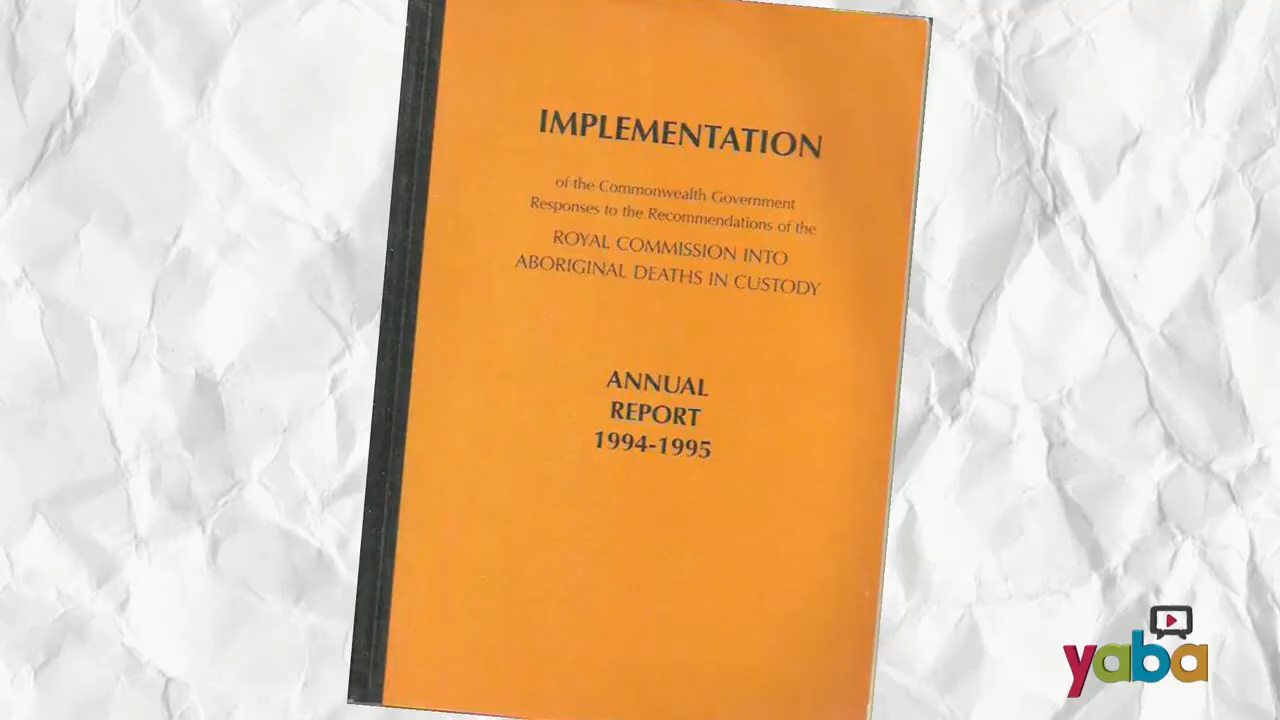 IMPLEMENTATION
of the Commonwealth Government
Responses to the Recommendations of the
ROYAL COMMISSION INTO
ABORIGINAL DEATHS IN CUSTODY
ANNUAL
REPORT
1994-1995
yaba